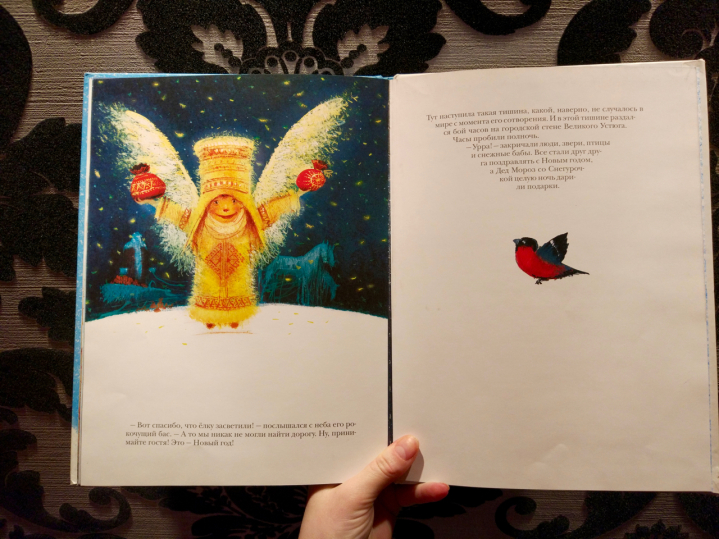 — Вот спасибо, что ёлку засветили! — послышался с неба его ро-
кочущий бас. — А то мы никак не могли найти дорогу. Ну, прини-
майте гостя! Это — Новый год!
Тут наступила такая тишина, какой, наверно, не случалось в
мире с момента его сотворения. И в этой тишине раздал-
ся бой часов на городской стене Великого Устюга.
Часы пробили полночь.
— Урра! — закричали люди, звери, птицы
и снежные бабы. Все стали друг дру-
га поздравлять с Новым годом,
а Дед Мороз со Снегуроч-
кой целую ночь дари-
ли подарки.